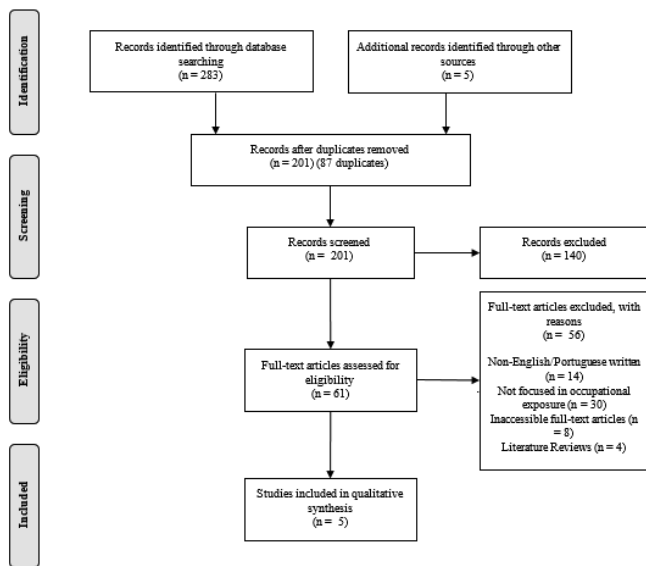 Identification
Records identified through database
searching
(n = 283)
Additional records identified through other
sources
(n = 5)
Records after duplicates removed
(n = 201) (87 duplicates)
Screening
Records screened
(n = 201)
Records excluded
(n = 140)
Eligibility
Full-text articles assessed for
eligibility
(n = 61)
Full-text articles excluded, with
reasons
(n = 56)
Non-English/Portuguese written
(n = 14)
Not focused in occupational
exposure (n = 30)
Inaccessible full-text articles (n
= 8)
Literature Reviews (n = 4)
Included
Studies included in qualitative
synthesis
(n = 5)